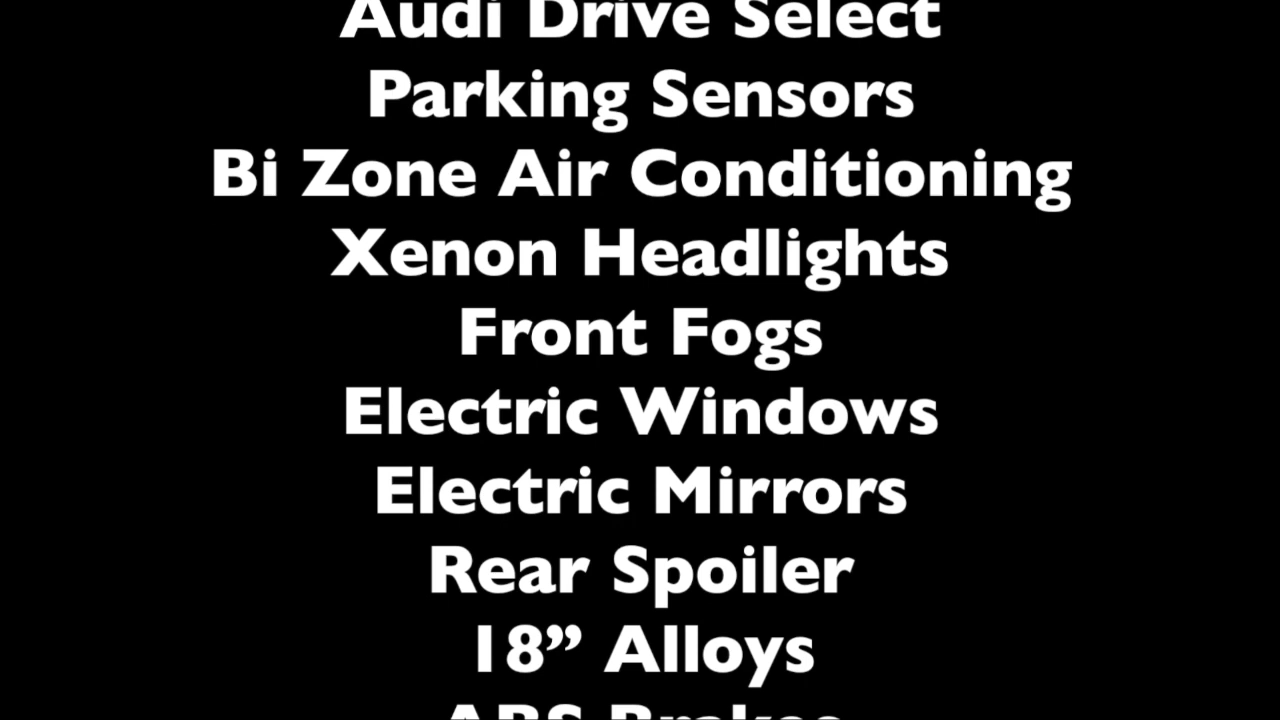 Audi Drive Select
Parking Sensors
Bi Zone Air Conditioning
Xenon Headlights
Front Fogs
Electric Windows
Electric Mirrors
Rear Spoiler
18” Alloys
ABS Brakes